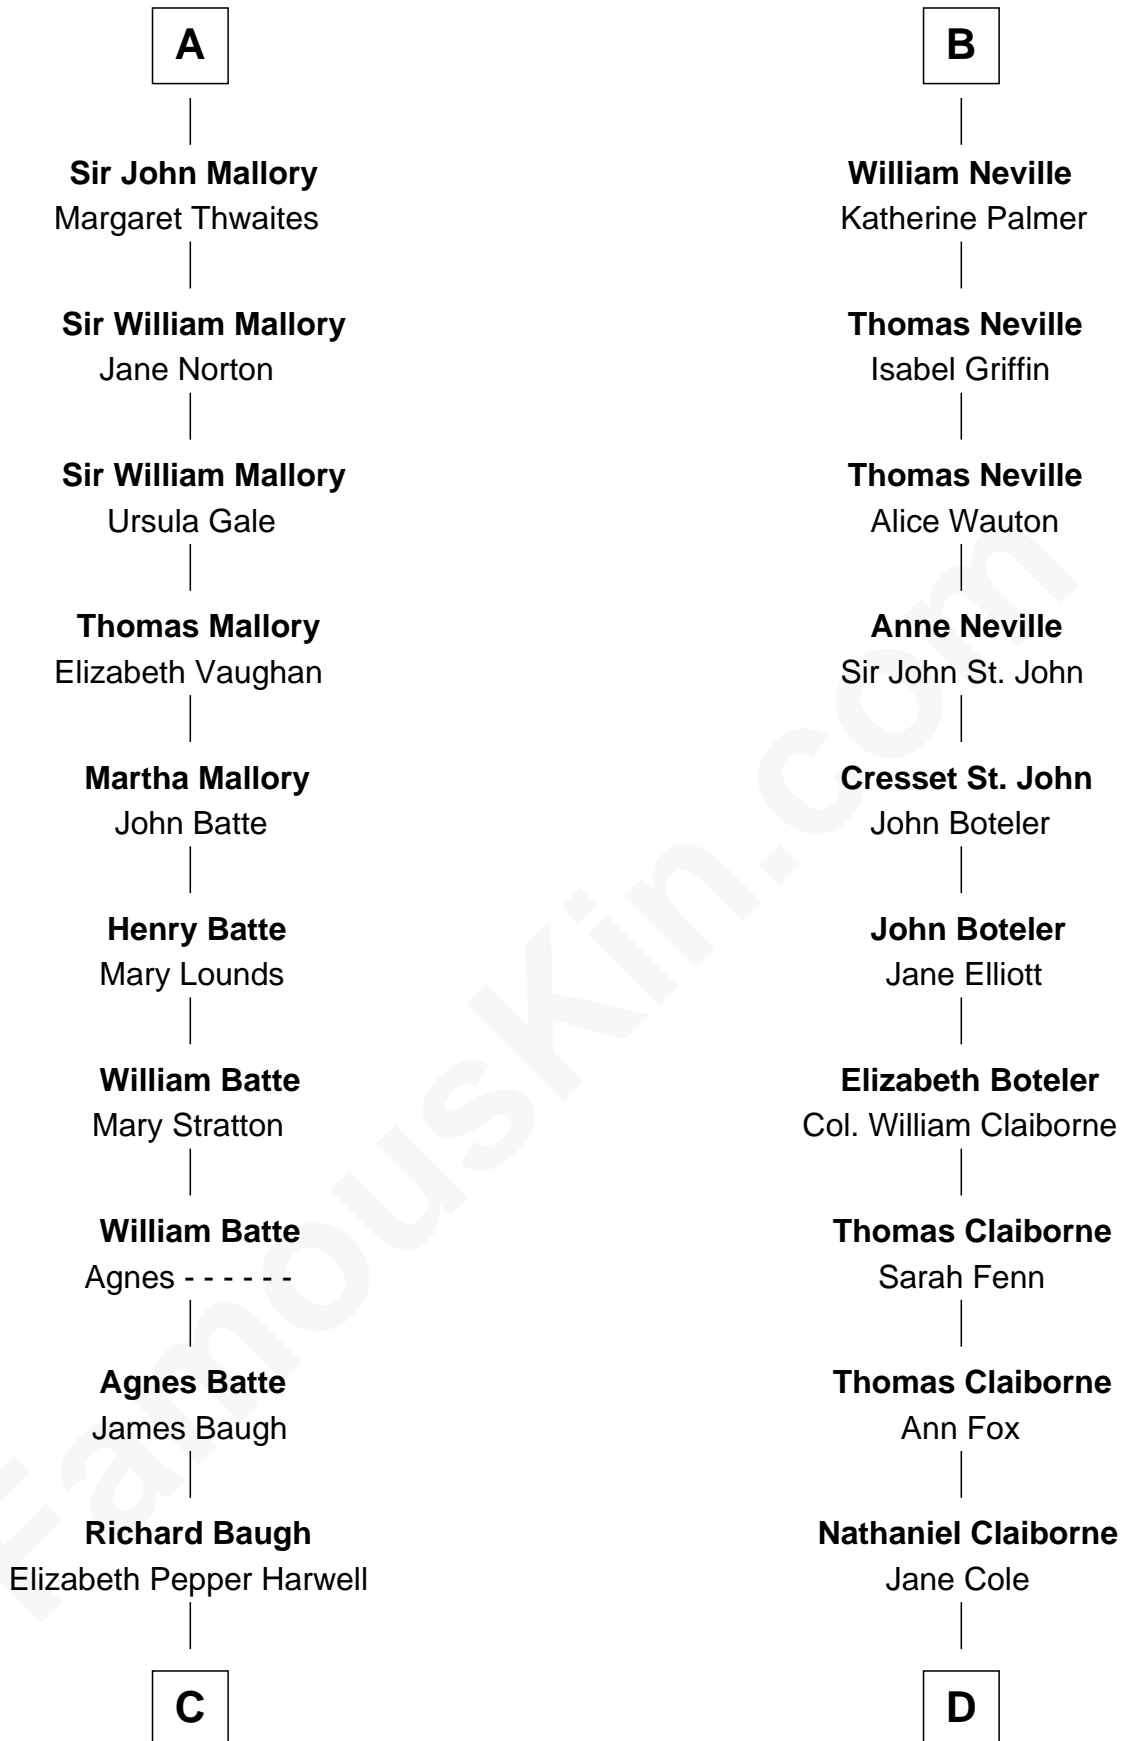 A
Sir John Mallory
Margaret Thwaites
Sir William Mallory
Jane Norton
Sir William Mallory
Ursula Gale
Thomas Mallory
Elizabeth Vaughan
Martha Mallory
John Batte
Henry Batte
Mary Lounds
William Batte
Mary Stratton
William Batte
Agnes - - - - - -
Agnes Batte
James Baugh
Richard Baugh
Elizabeth Pepper Harwell
C
B
William Neville
Katherine Palmer
Thomas Neville
Isabel Griffin
Thomas Neville
Alice Wauton
Anne Neville
Sir John St. John
Cresset St. John
John Boteler
John Boteler
Jane Elliott
Elizabeth Boteler
Col. William Claiborne
Thomas Claiborne
Sarah Fenn
Thomas Claiborne
Ann Fox
Nathaniel Claiborne
Jane Cole
D
FamousKin.com